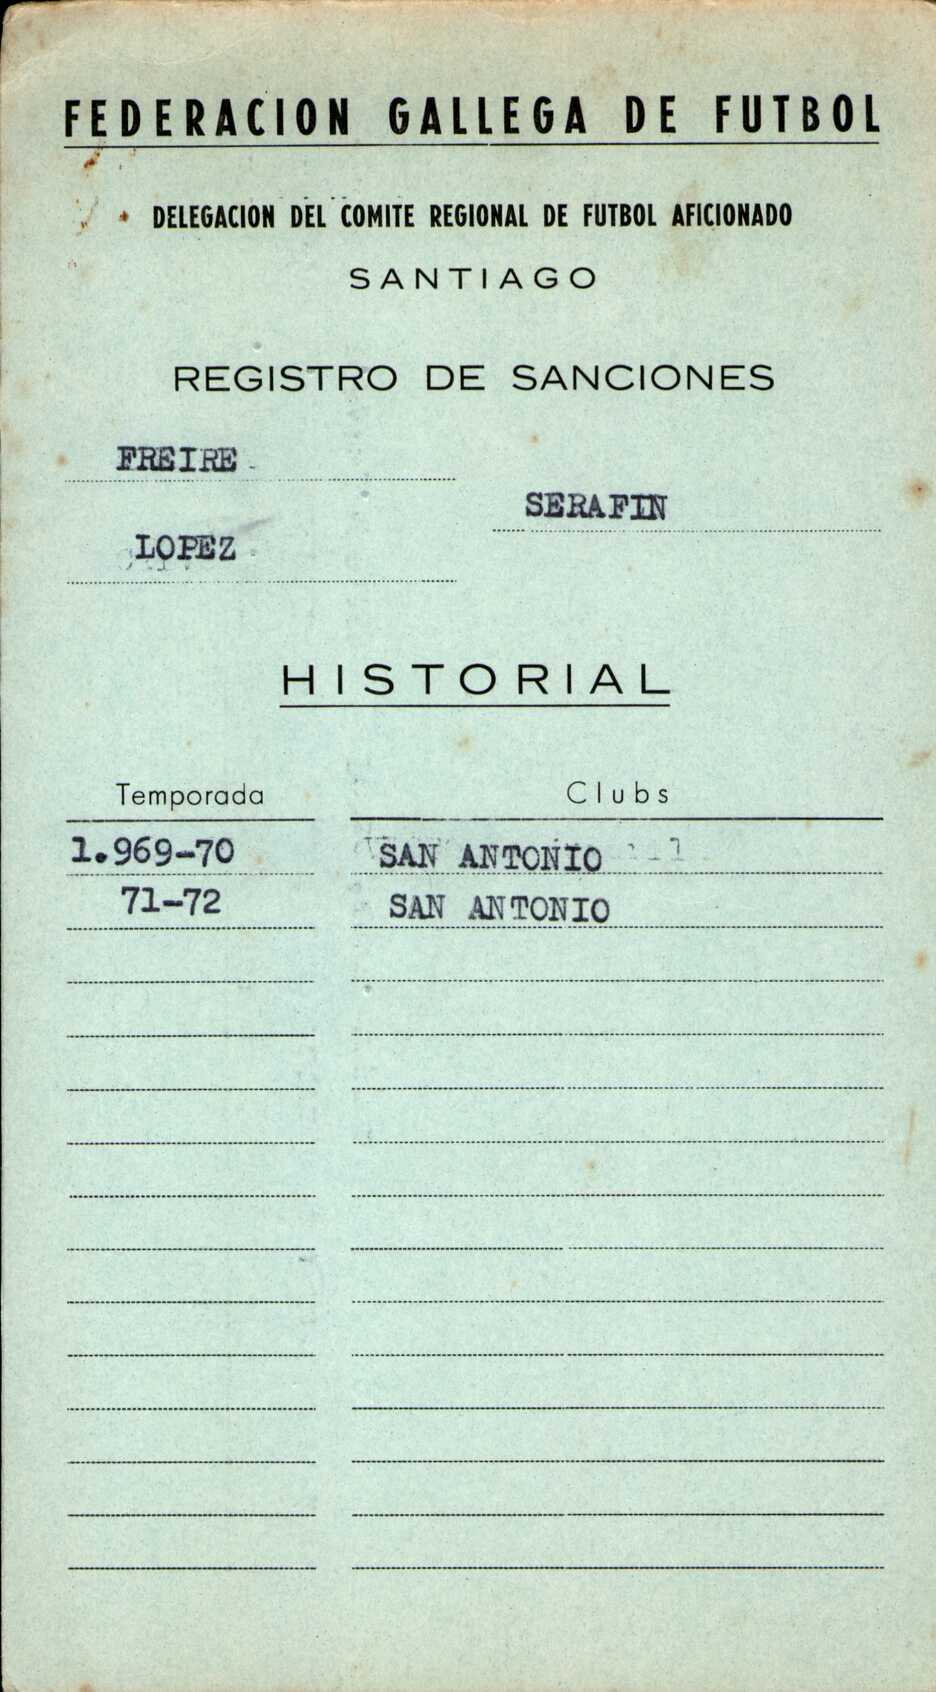 FEDERACION GALLEGA DE FUTBOL
DELEGACION DEL COMITE REGIONAL DE FUTBOL AFICIONADO
SANTIAGO
REGISTRO DE SANCIONES
FREIRE
SERAFIN
LOPEZ
HISTORIAL
Temporada Clubs
1.969-70 SAN ANTONIO
71-72 SAN ANTONIO